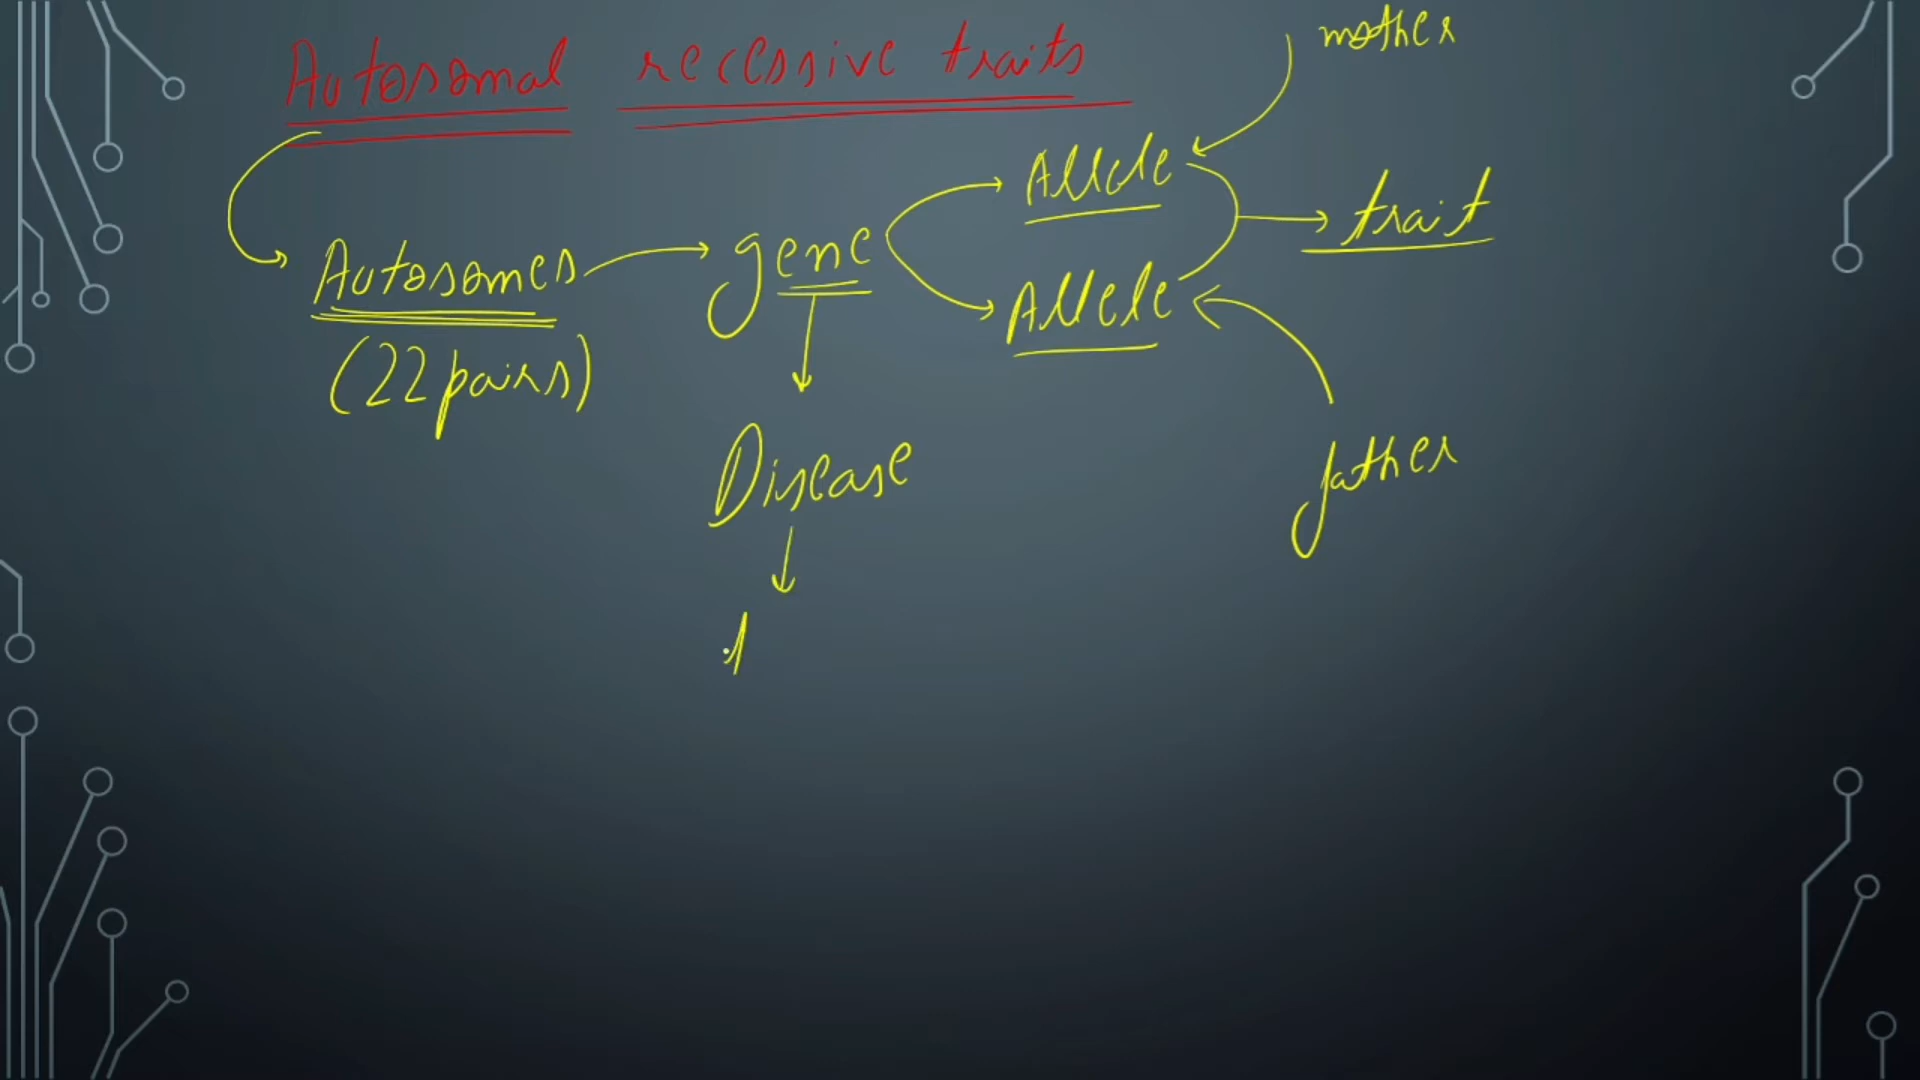 Autosomal recessive traits
mother
Allele
trait
Autosomes
gene
Allele
(22 pairs)
Disease
father